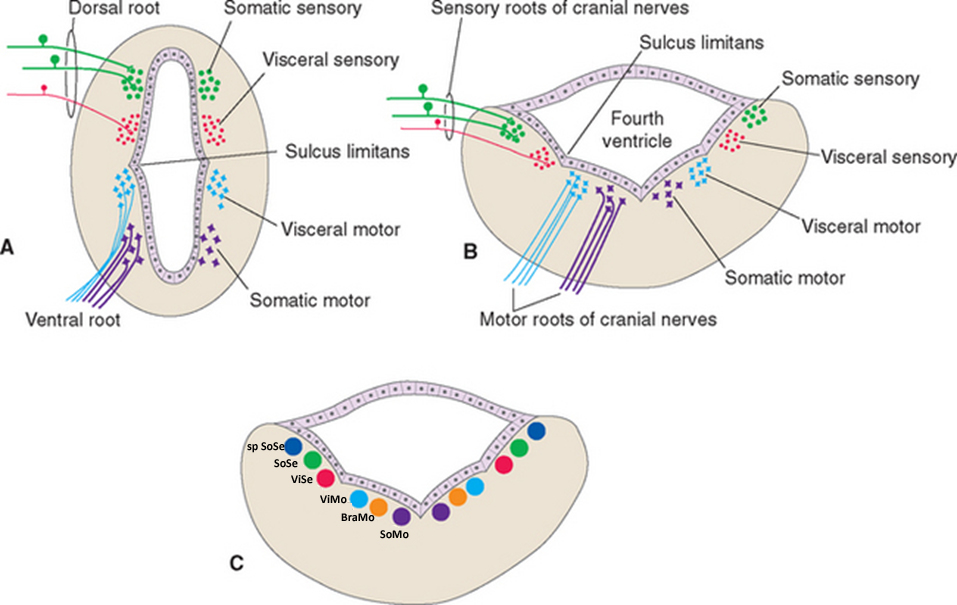 Dorsal root
Somatic sensory
Visceral sensory
Sulcus limitans
Visceral motor
Somatic motor
Ventral root
A
Sensory roots of cranial nerves
Sulcus limitans
Somatic sensory
Fourth
ventricle
Visceral sensory
Visceral motor
Somatic motor
Motor roots of cranial nerves
B
sp SoSe
SoSe
ViSe
ViMo
BraMo
SoMo
C